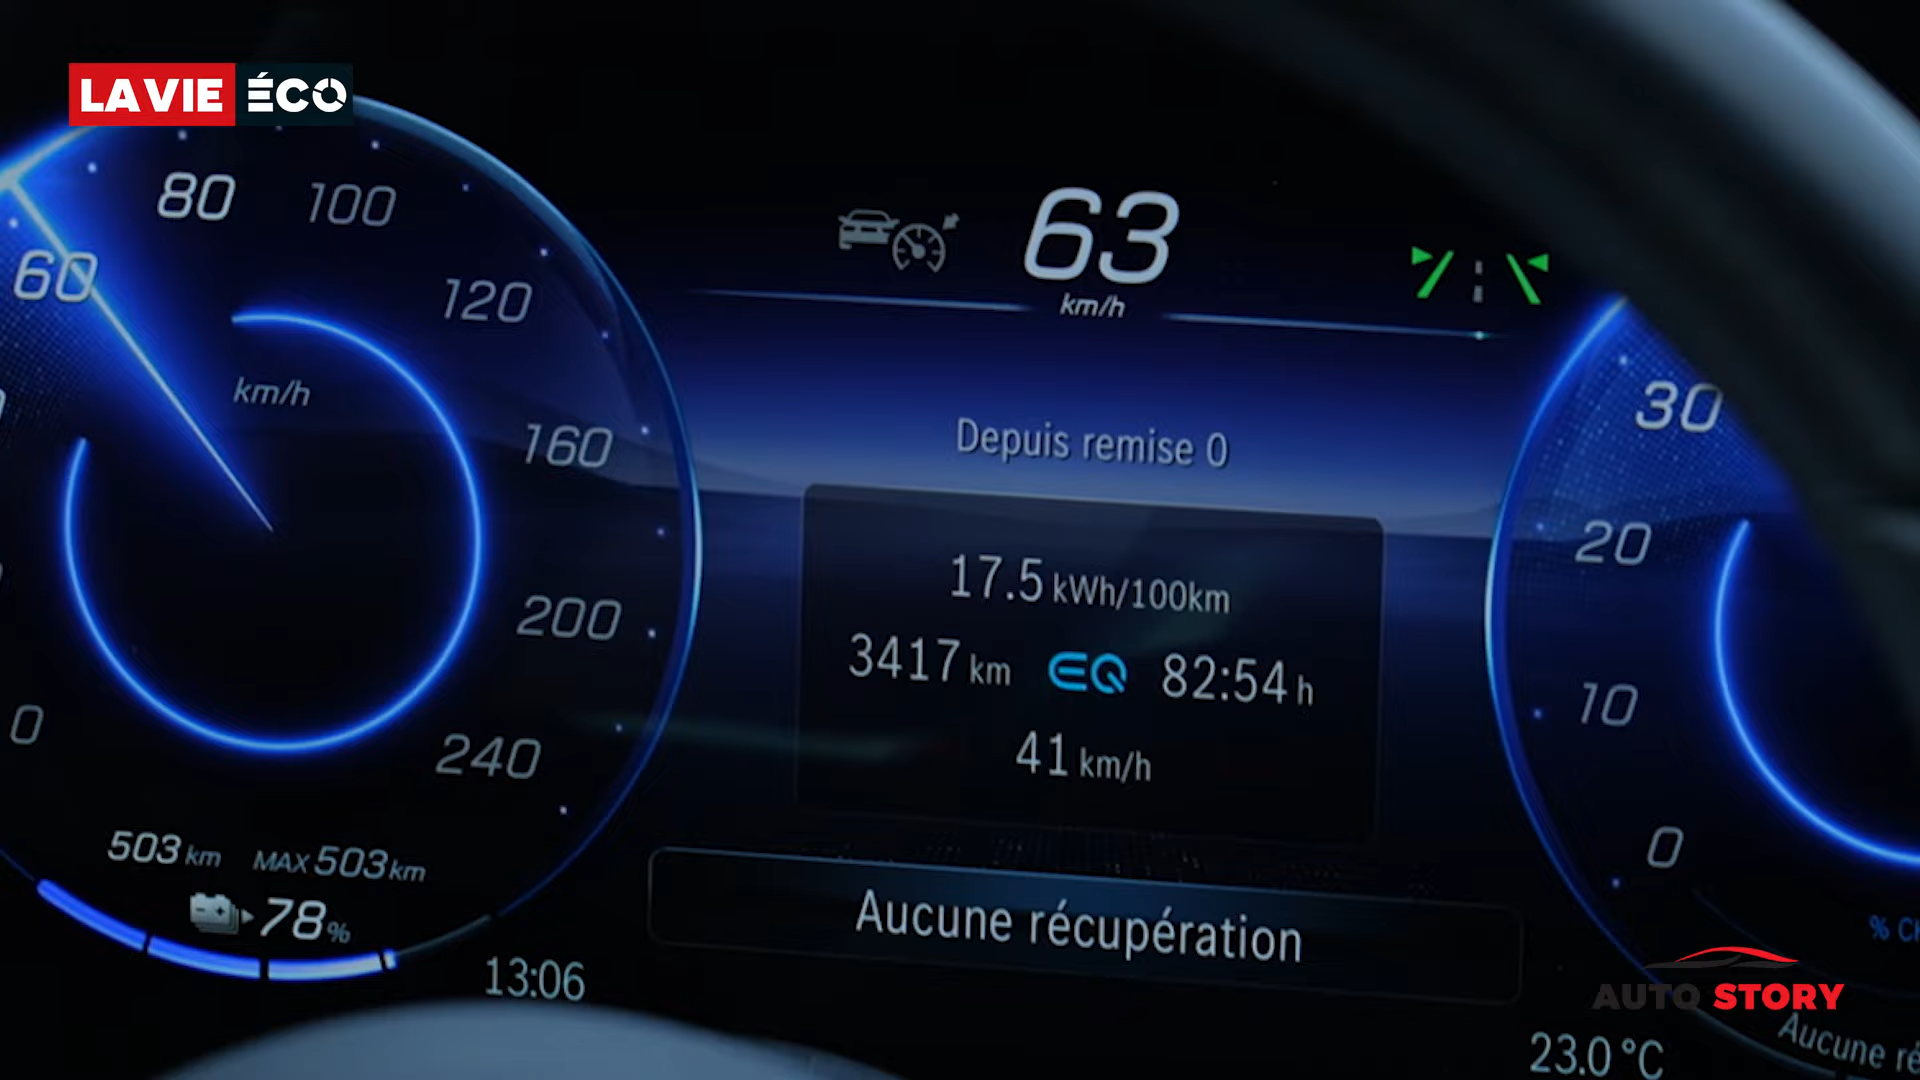 LA VIE ÉCO
80
100
60
120
km/h
160
200
240
0
503 km MAX 503 km
78%
13:06
63
km/h
Depuis remise 0
17.5 kWh/100km
3417 km EQ 82:54 h
41 km/h
Aucune récupération
30
20
10
0
AUTO STORY
23.0 °C